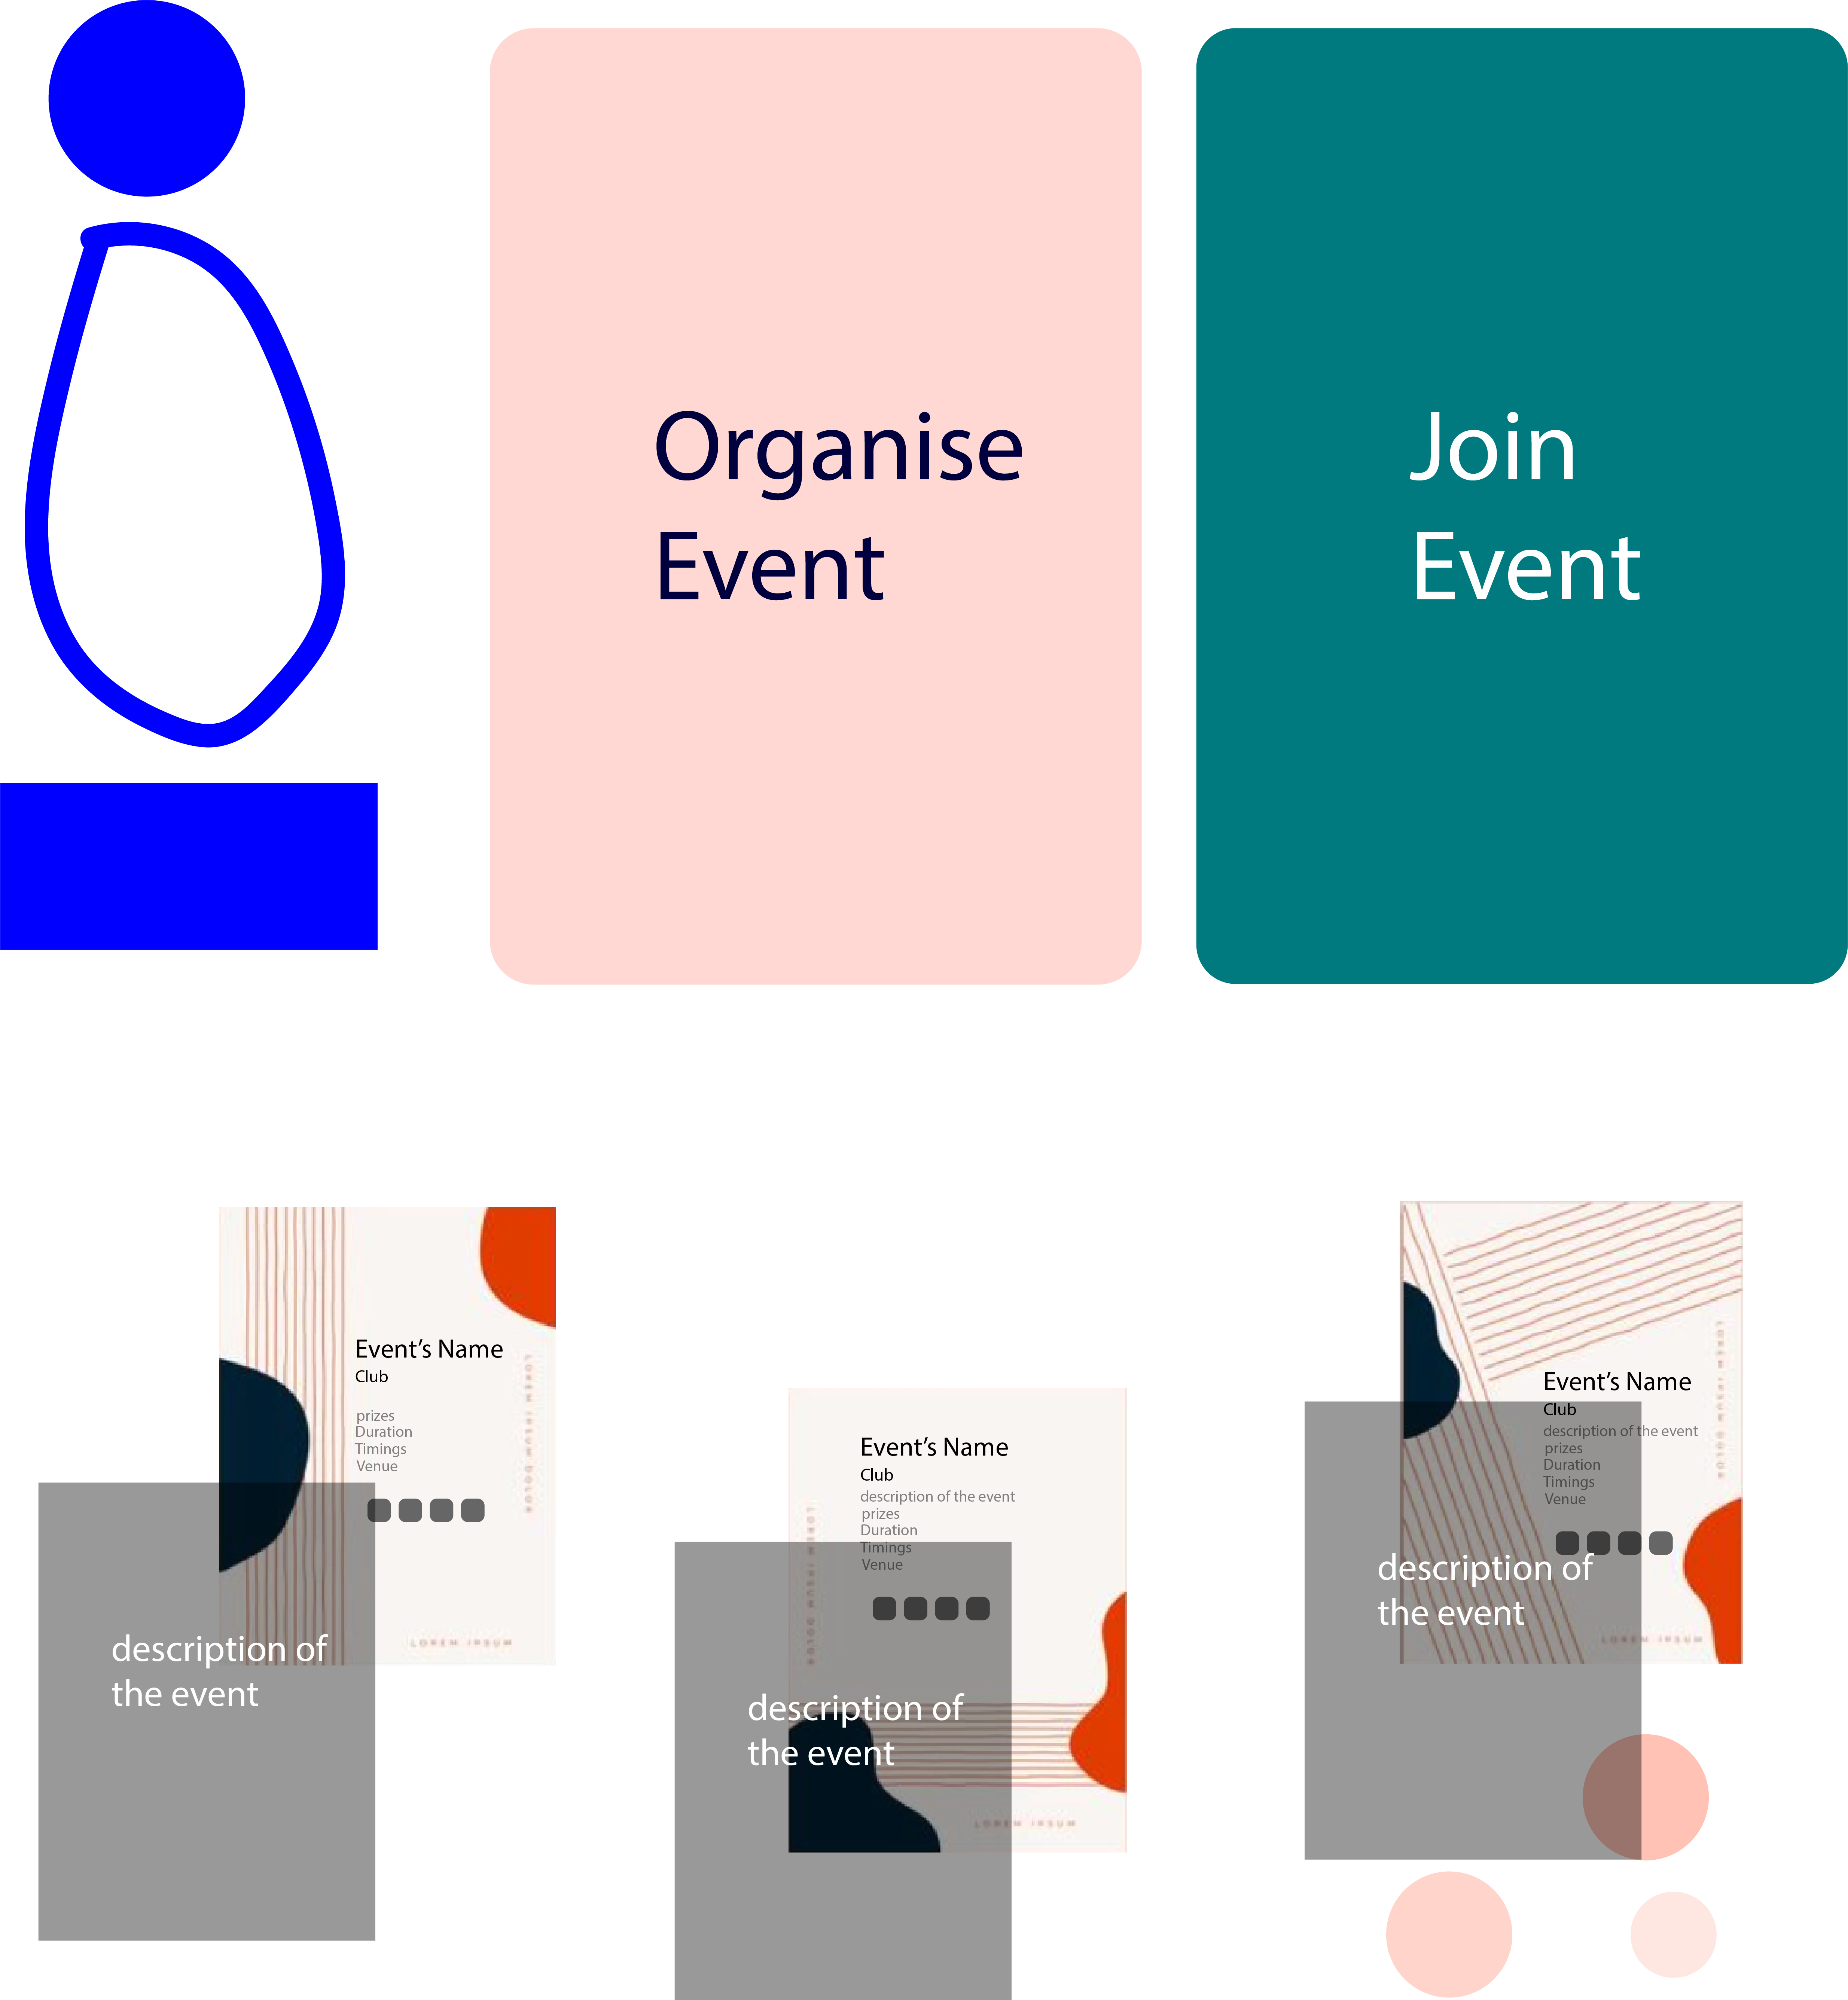 Organise
Event
Join
Event
Event’s Name
Club
prizes
Duration
Timings
Venue
LOREM IPSUM DOLOR
LOREM IPSUM
description of
the event
Event’s Name
Club
description of the event
prizes
Duration
Timings
Venue
LOREM IPSUM DOLOR
description of
the event
LOREM IPSUM
Event’s Name
Club
description of the event
prizes
Duration
Timings
Venue
LOREM IPSUM DOLOR
description of
the event
LOREM IPSUM